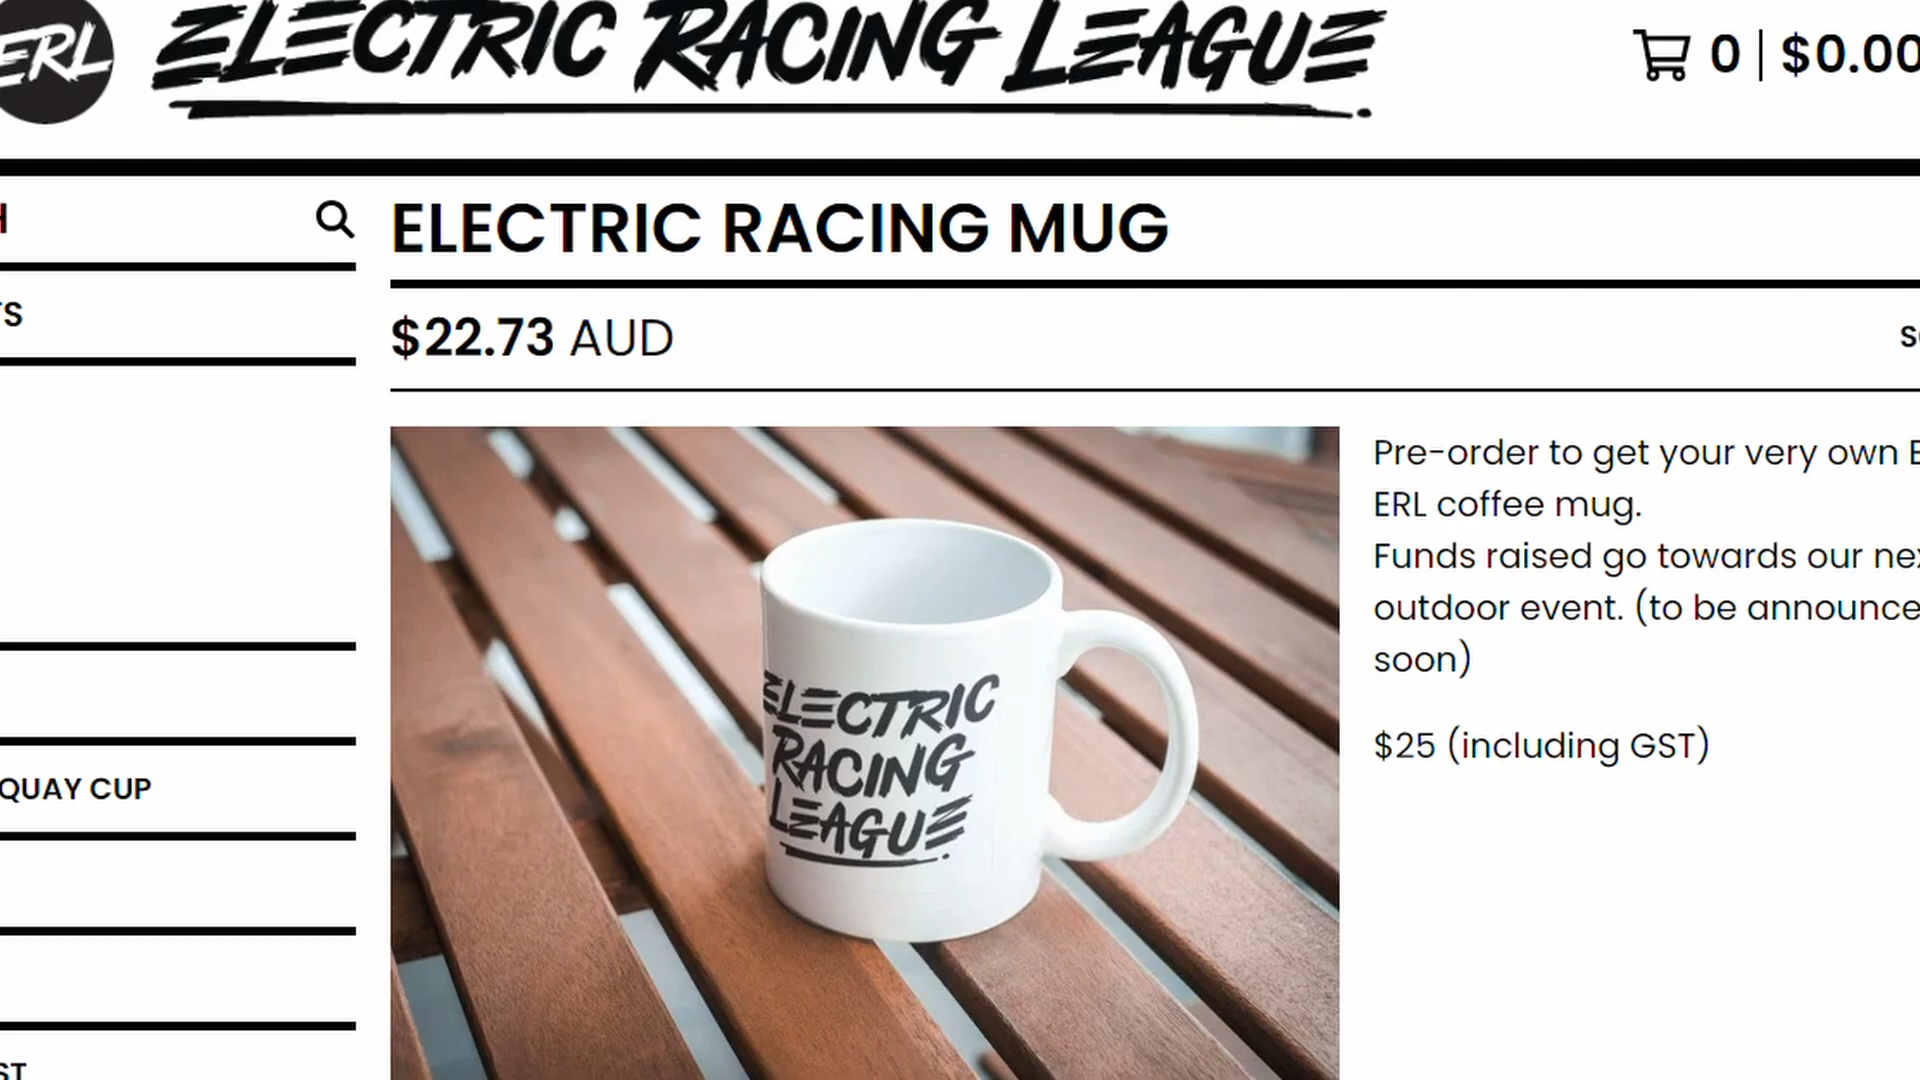 ERL
ELECTRIC RACING LEAGUE
0 | $0.00
ELECTRIC RACING MUG
$22.73 AUD
Pre-order to get your very own
ERL coffee mug.
Funds raised go towards our
outdoor event. (to be
soon)
$25 (including GST)
QUAY CUP
ELECTRIC
RACING
LEAGUE